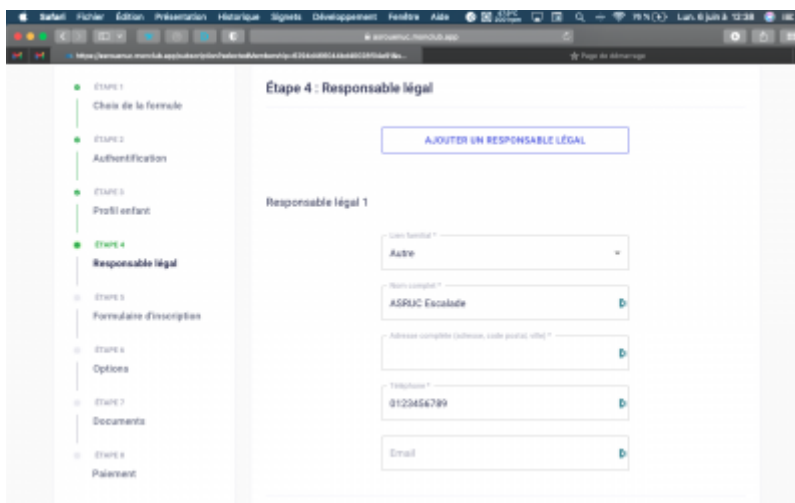 Safari Fichier Édition Présentation Historique Signets Développement Fenêtre Aide
Lun. 6 juin à 12:38
Page de démarrage
ÉTAPE 1
Choix de la formule
ÉTAPE 2
Authentification
ÉTAPE 3
Profil enfant
ÉTAPE 4
Responsable légal
ÉTAPE 5
Formulaire d'inscription
ÉTAPE 6
Options
ÉTAPE 7
Documents
ÉTAPE 8
Paiement
Étape 4 : Responsable légal
AJOUTER UN RESPONSABLE LÉGAL
Responsable légal 1
Lien familial *
Autre
Nom complet *
ASRUC Escalade
Adresse complète (adresse, code postal, ville) *
Téléphone *
0123456789
Email